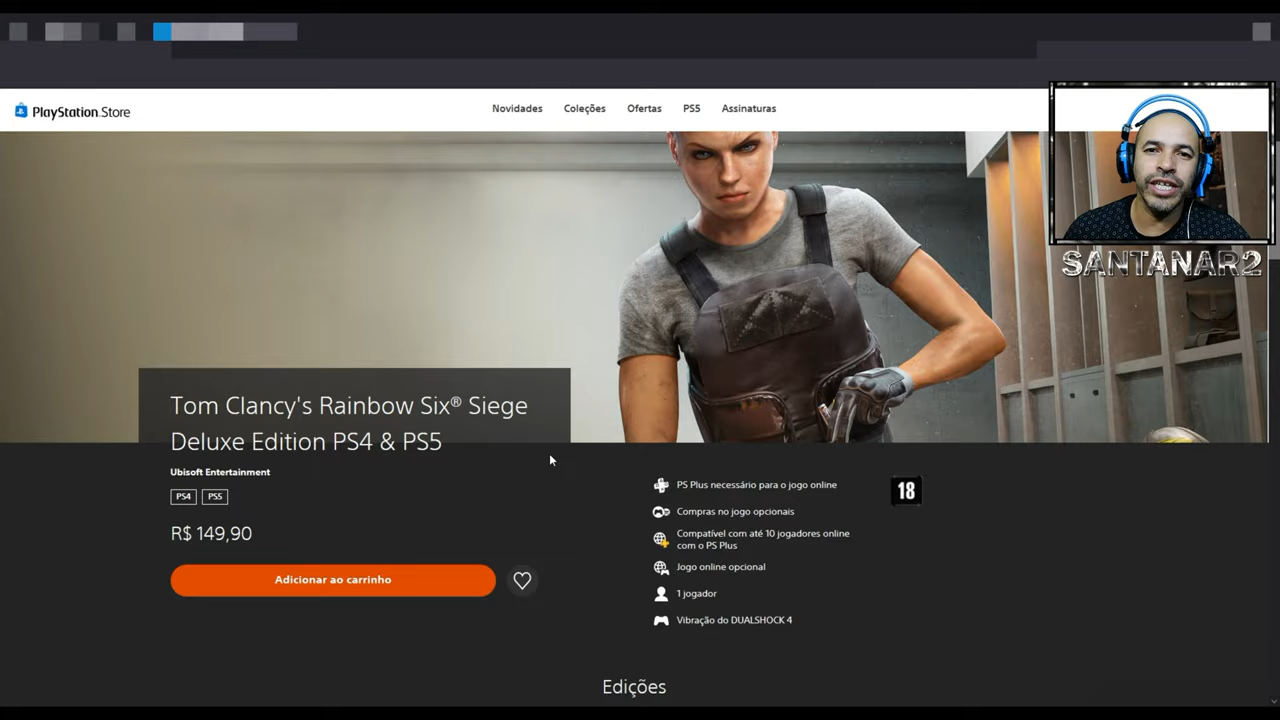 PlayStation Store
Novidades
Coleções
Ofertas
PS5
Assinaturas
SANTANAR2
Tom Clancy's Rainbow Six® Siege
Deluxe Edition PS4 & PS5
Ubisoft Entertainment
PS4
PS5
R$ 149,90
Adicionar ao carrinho
PS Plus necessário para o jogo online
Compras no jogo opcionais
Compatível com até 10 jogadores online
com o PS Plus
Jogo online opcional
1 jogador
Vibração do DUALSHOCK 4
18
Edições